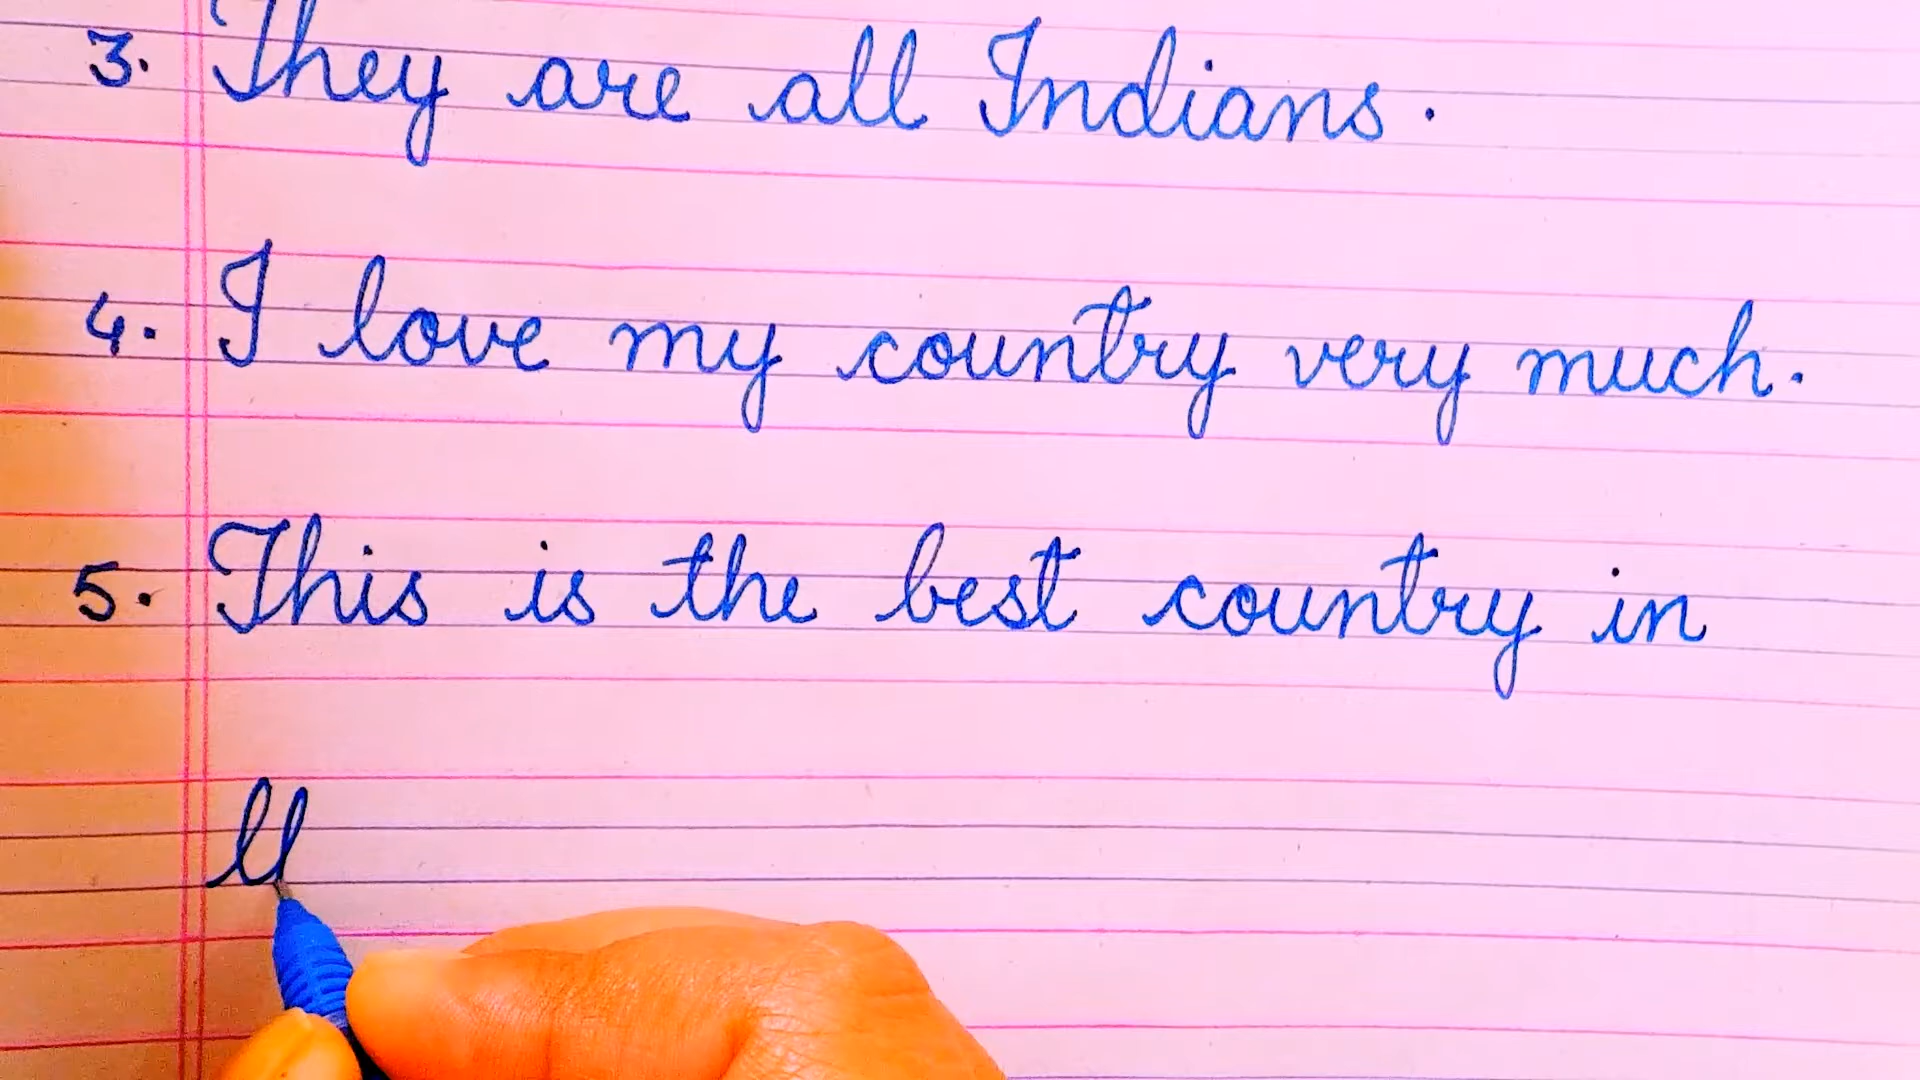 3. They are all Indians.
4. I love my country very much.
5. This is the best country in